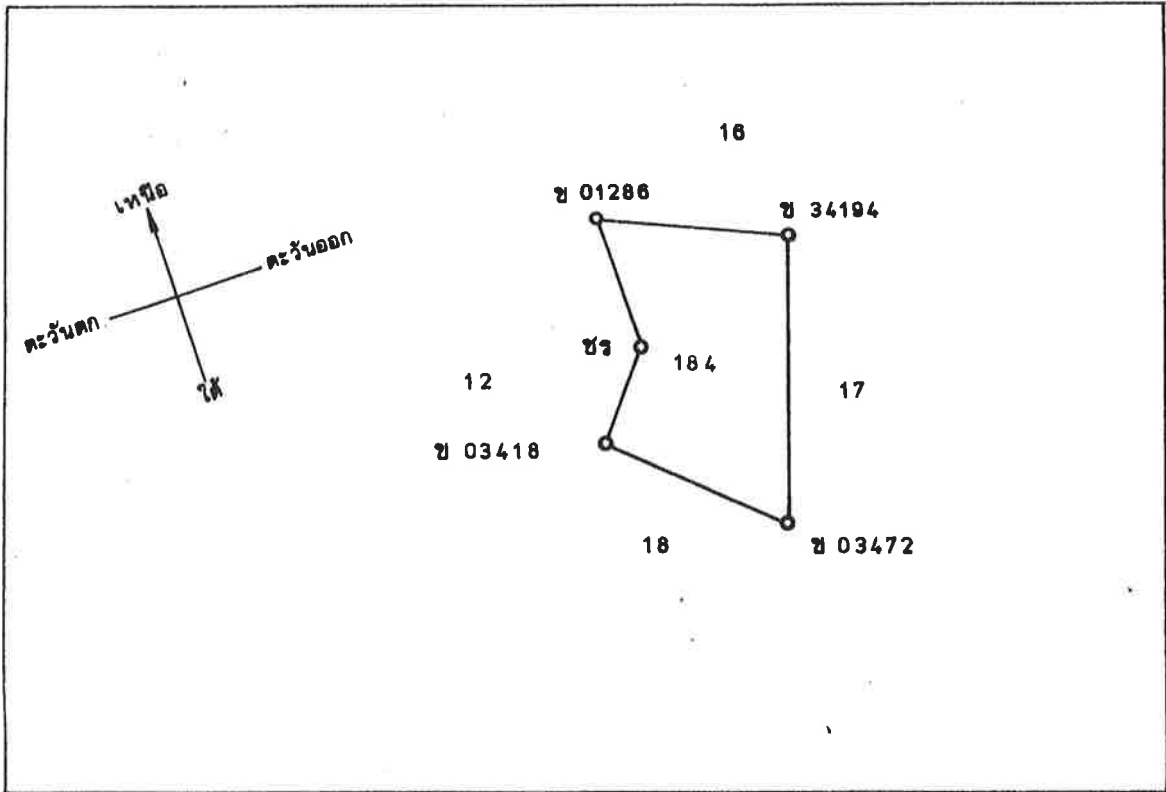 16
เหนือ
ข 01286
ข 34194
ตะวันออก
ตะวันตก
ชร
184
12
ใต้
17
ข 03418
18
ข 03472